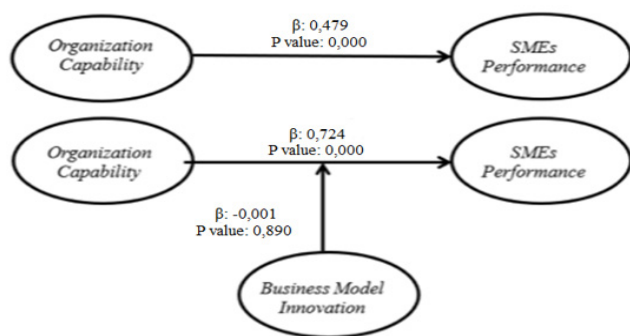 β: 0,479
P value: 0,000
Organization
Capability
SMEs
Performance
β: 0,724
P value: 0,000
Organization
Capability
SMEs
Performance
β: -0,001
P value: 0,890
Business Model
Innovation